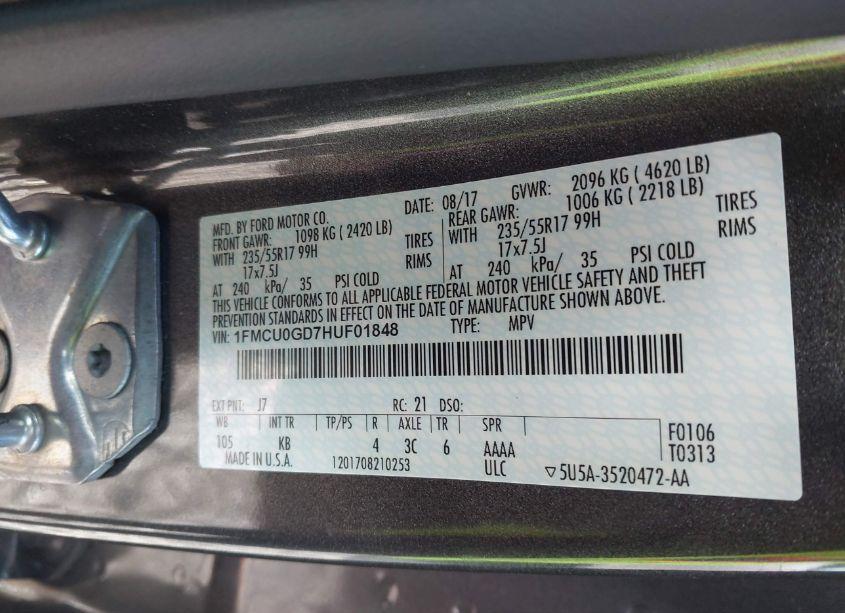 MFD. BY FORD MOTOR CO. DATE: 08/17 GVWR: 2096 KG ( 4620 LB)
FRONT GAWR: 1098 KG ( 2420 LB) REAR GAWR: 1006 KG ( 2218 LB)
WITH 235/55R17 99H TIRES WITH 235/55R17 99H TIRES
17x7.5J RIMS 17x7.5J RIMS
AT 240 kPa/ 35 PSI COLD AT 240 kPa/ 35 PSI COLD
THIS VEHICLE CONFORMS TO ALL APPLICABLE FEDERAL MOTOR VEHICLE SAFETY AND THEFT
PREVENTION STANDARDS IN EFFECT ON THE DATE OF MANUFACTURE SHOWN ABOVE.
VIN: 1FMCU0GD7HUF01848 TYPE: MPV
EXT PNT: J7 RC: 21 DSO:
WB INT TR TP/PS R AXLE TR SPR
105 KB 4 3C 6 AAAA
F0106
T0313
MADE IN U.S.A. 1201708210253 ULC ▽5U5A-3520472-AA